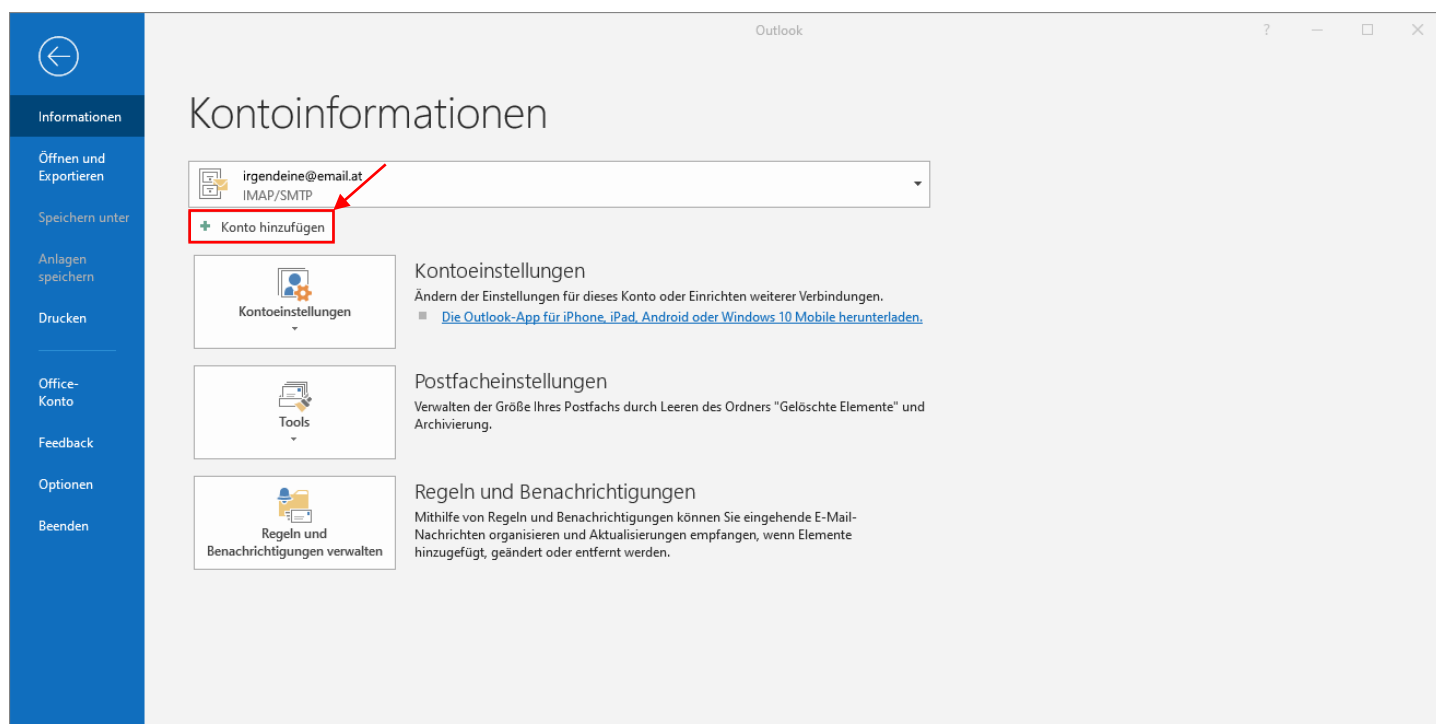 Outlook
?
Informationen
Öffnen und
Exportieren
Speichern unter
Anlagen
speichern
Drucken
Office-
Konto
Feedback
Optionen
Beenden
Kontoinformationen
irgendeine@email.at
IMAP/SMTP
+ Konto hinzufügen
Kontoeinstellungen
Kontoeinstellungen
Ändern der Einstellungen für dieses Konto oder Einrichten weiterer Verbindungen.
Die Outlook-App für iPhone, iPad, Android oder Windows 10 Mobile herunterladen.
Tools
Postfacheinstellungen
Verwalten der Größe Ihres Postfachs durch Leeren des Ordners "Gelöschte Elemente" und
Archivierung.
Regeln und
Benachrichtigungen verwalten
Regeln und Benachrichtigungen
Mithilfe von Regeln und Benachrichtigungen können Sie eingehende E-Mail-
Nachrichten organisieren und Aktualisierungen empfangen, wenn Elemente
hinzugefügt, geändert oder entfernt werden.